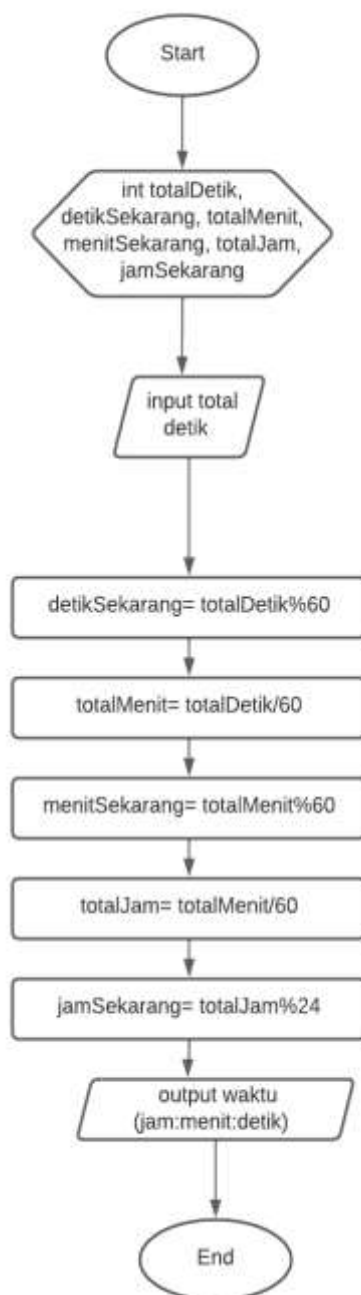 Start
int totalDetik,
detikSekarang, totalMenit,
menitSekarang, totalJam,
jamSekarang
input total
detik
detikSekarang= totalDetik%60
totalMenit= totalDetik/60
menitSekarang= totalMenit%60
totalJam= totalMenit/60
jamSekarang= totalJam%24
output waktu
(jam:menit:detik)
End